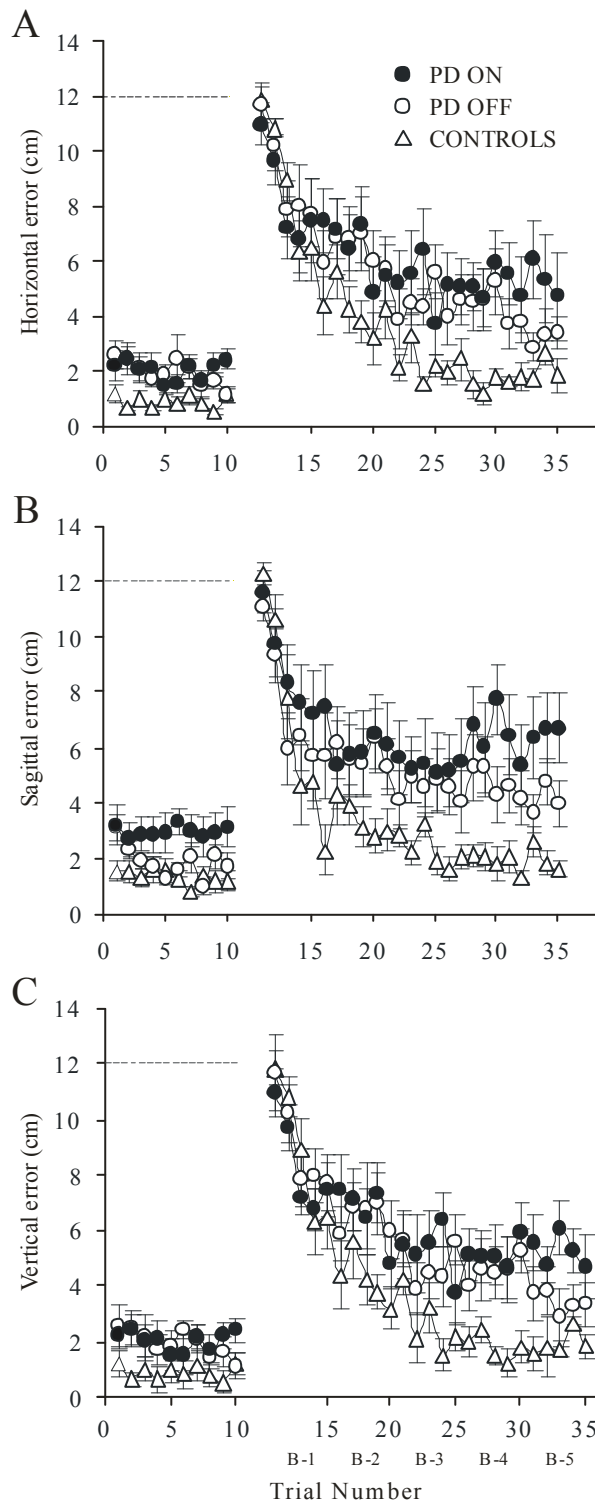 A
14
12
10
8
6
4
2
0
Horizontal error (cm)
PD ON
PD OFF
CONTROLS
0 5 10 15 20 25 30 35
B
14
12
10
8
6
4
2
0
Sagittal error (cm)
0 5 10 15 20 25 30 35
C
14
12
10
8
6
4
2
0
Vertical error (cm)
0 5 10 15 20 25 30 35
B-1 B-2 B-3 B-4 B-5
Trial Number